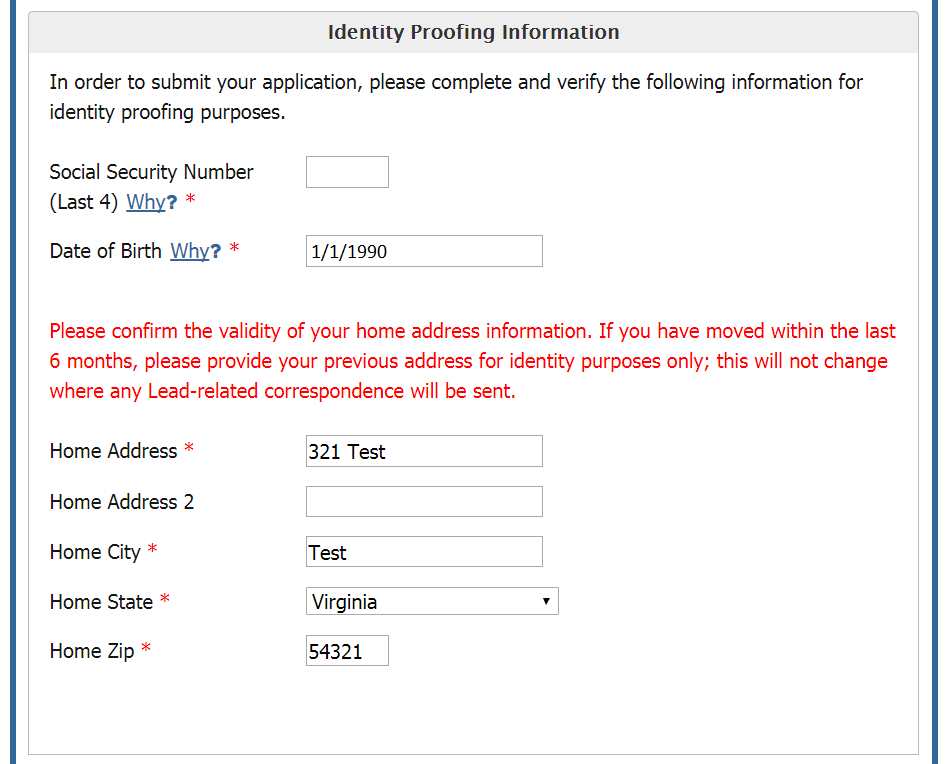 Identity Proofing Information
In order to submit your application, please complete and verify the following information for
identity proofing purposes.
Social Security Number
(Last 4) Why? *
Date of Birth Why? * 1/1/1990
Please confirm the validity of your home address information. If you have moved within the last
6 months, please provide your previous address for identity purposes only; this will not change
where any Lead-related correspondence will be sent.
Home Address * 321 Test
Home Address 2
Home City * Test
Home State * Virginia
Home Zip * 54321